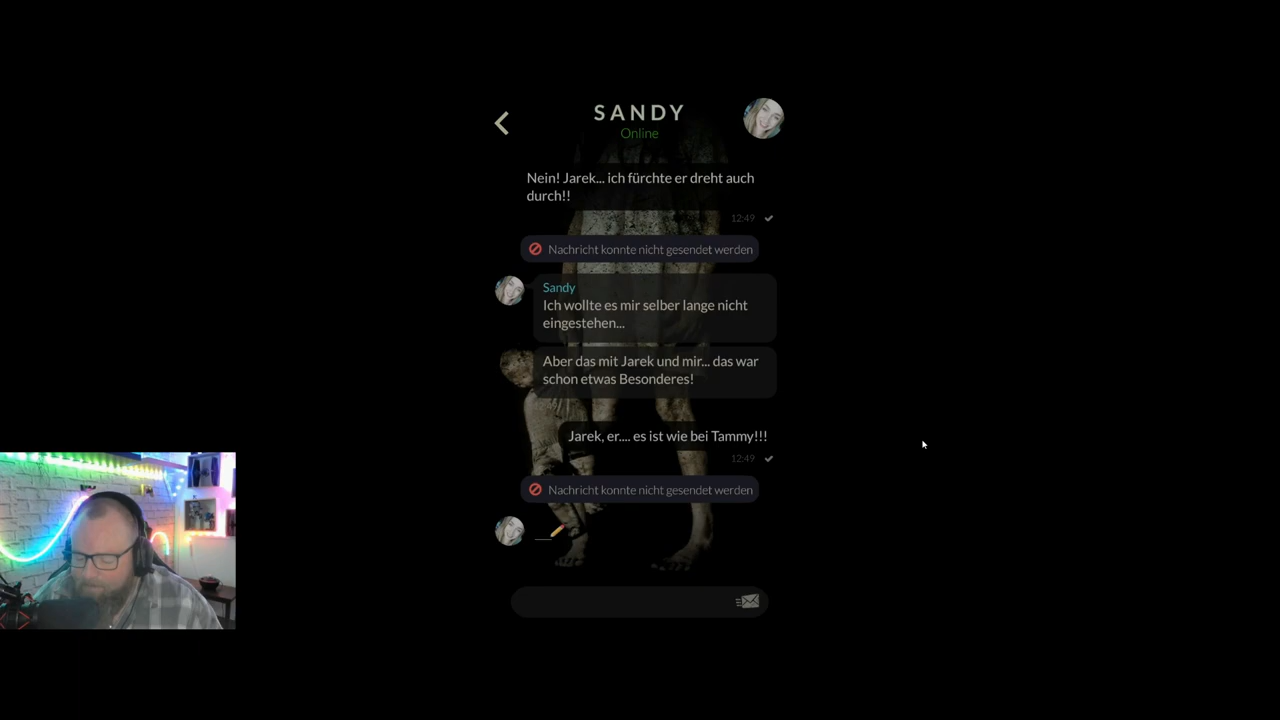 SANDY
Online
Nein! Jarek... ich fürchte er dreht auch
durch!!
12:49
Nachricht konnte nicht gesendet werden
Sandy
Ich wollte es mir selber lange nicht
eingestehen...
Aber das mit Jarek und mir... das war
schon etwas Besonderes!
Jarek, er.... es ist wie bei Tammy!!!
12:49
Nachricht konnte nicht gesendet werden